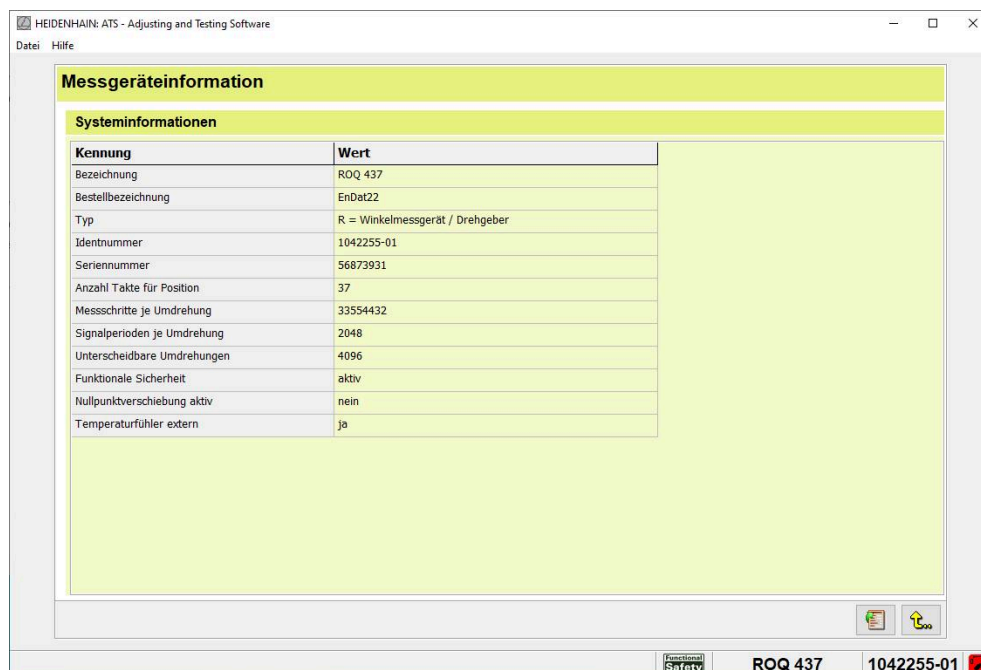 HEIDENHAIN: ATS - Adjusting and Testing Software
Datei Hilfe
Messgeräteinformation
Systeminformationen
Kennung Wert
Bezeichnung ROQ 437
Bestellbezeichnung EnDat22
Typ R = Winkelmessgerät / Drehgeber
Identnummer 1042255-01
Seriennummer 56873931
Anzahl Takte für Position 37
Messschritte je Umdrehung 33554432
Signalperioden je Umdrehung 2048
Unterscheidbare Umdrehungen 4096
Funktionale Sicherheit aktiv
Nullpunktverschiebung aktiv nein
Temperaturfühler extern ja
Functional
Safety ROQ 437 1042255-01